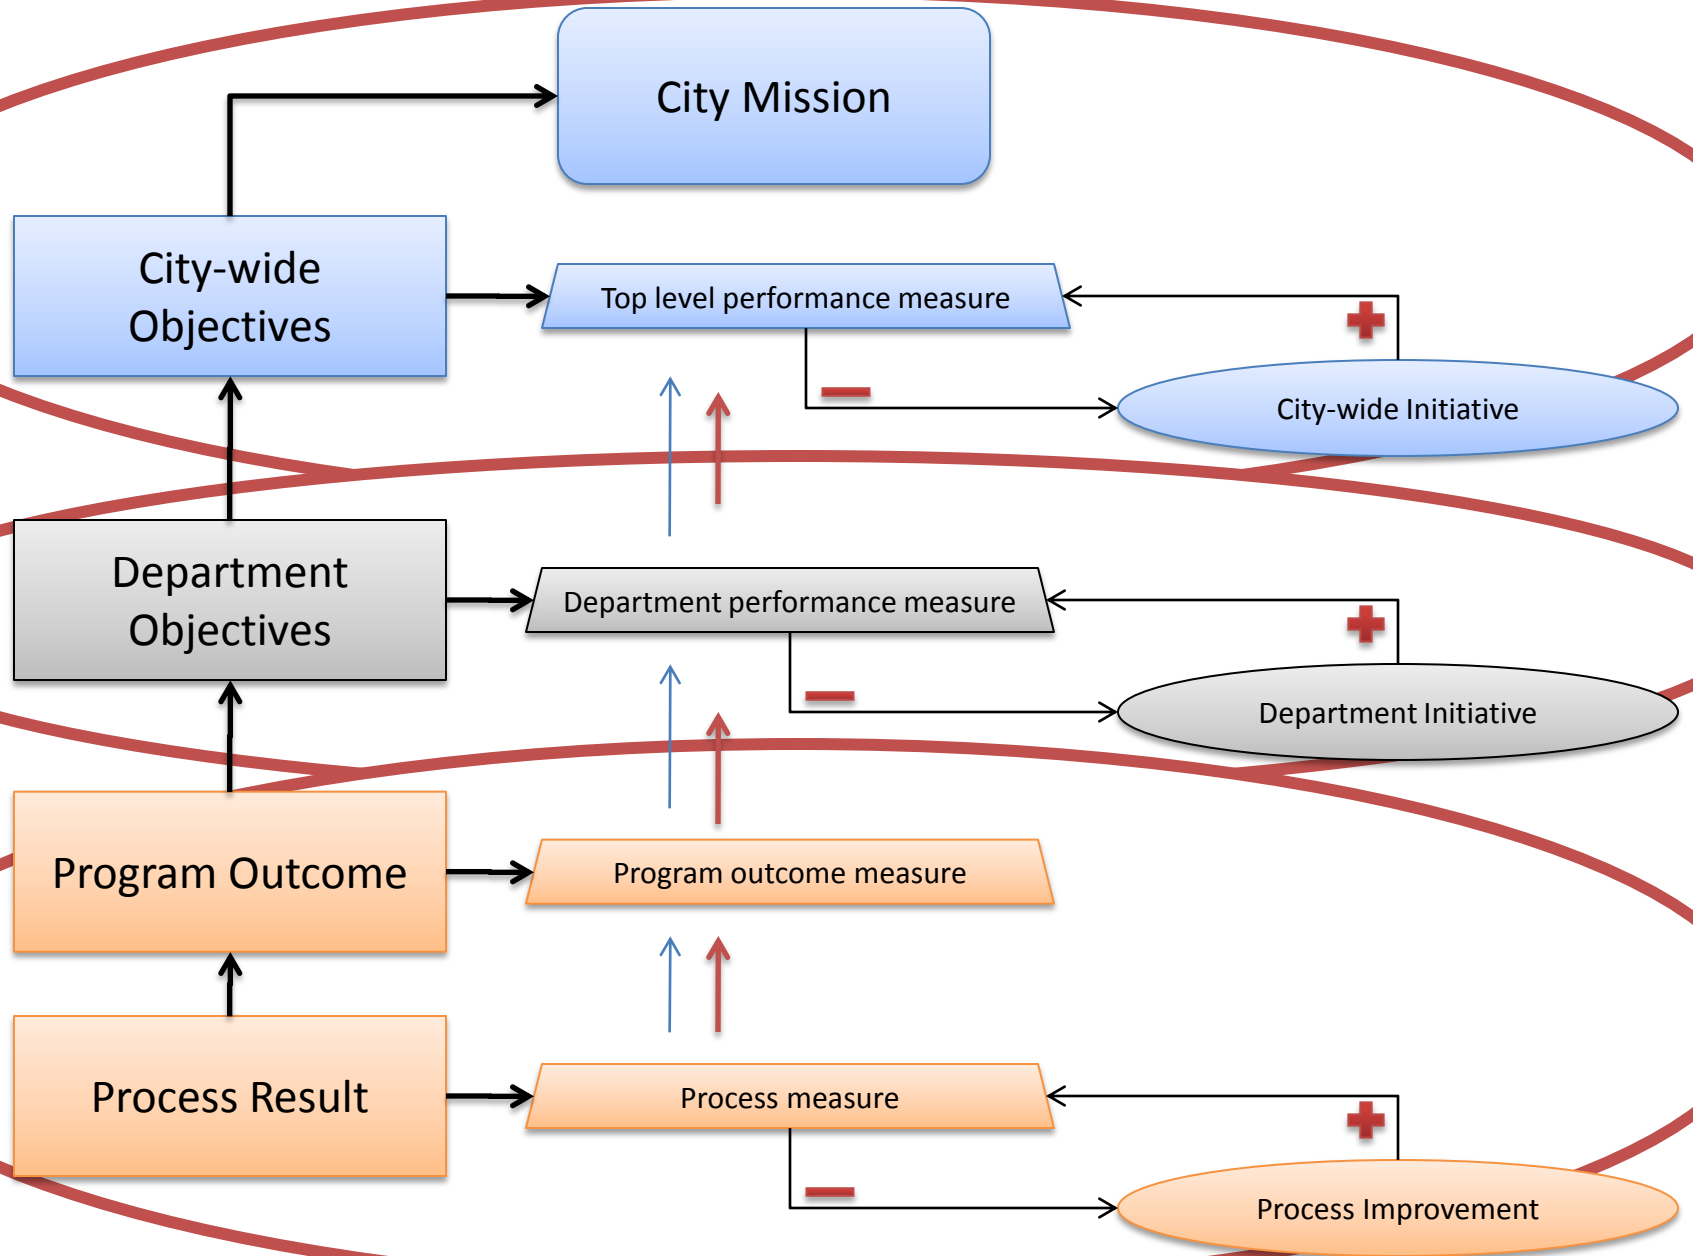 City Mission
City-wide
Objectives
Top level performance measure
City-wide Initiative
Department
Objectives
Department performance measure
Department Initiative
Program Outcome
Program outcome measure
Process Result
Process measure
Process Improvement